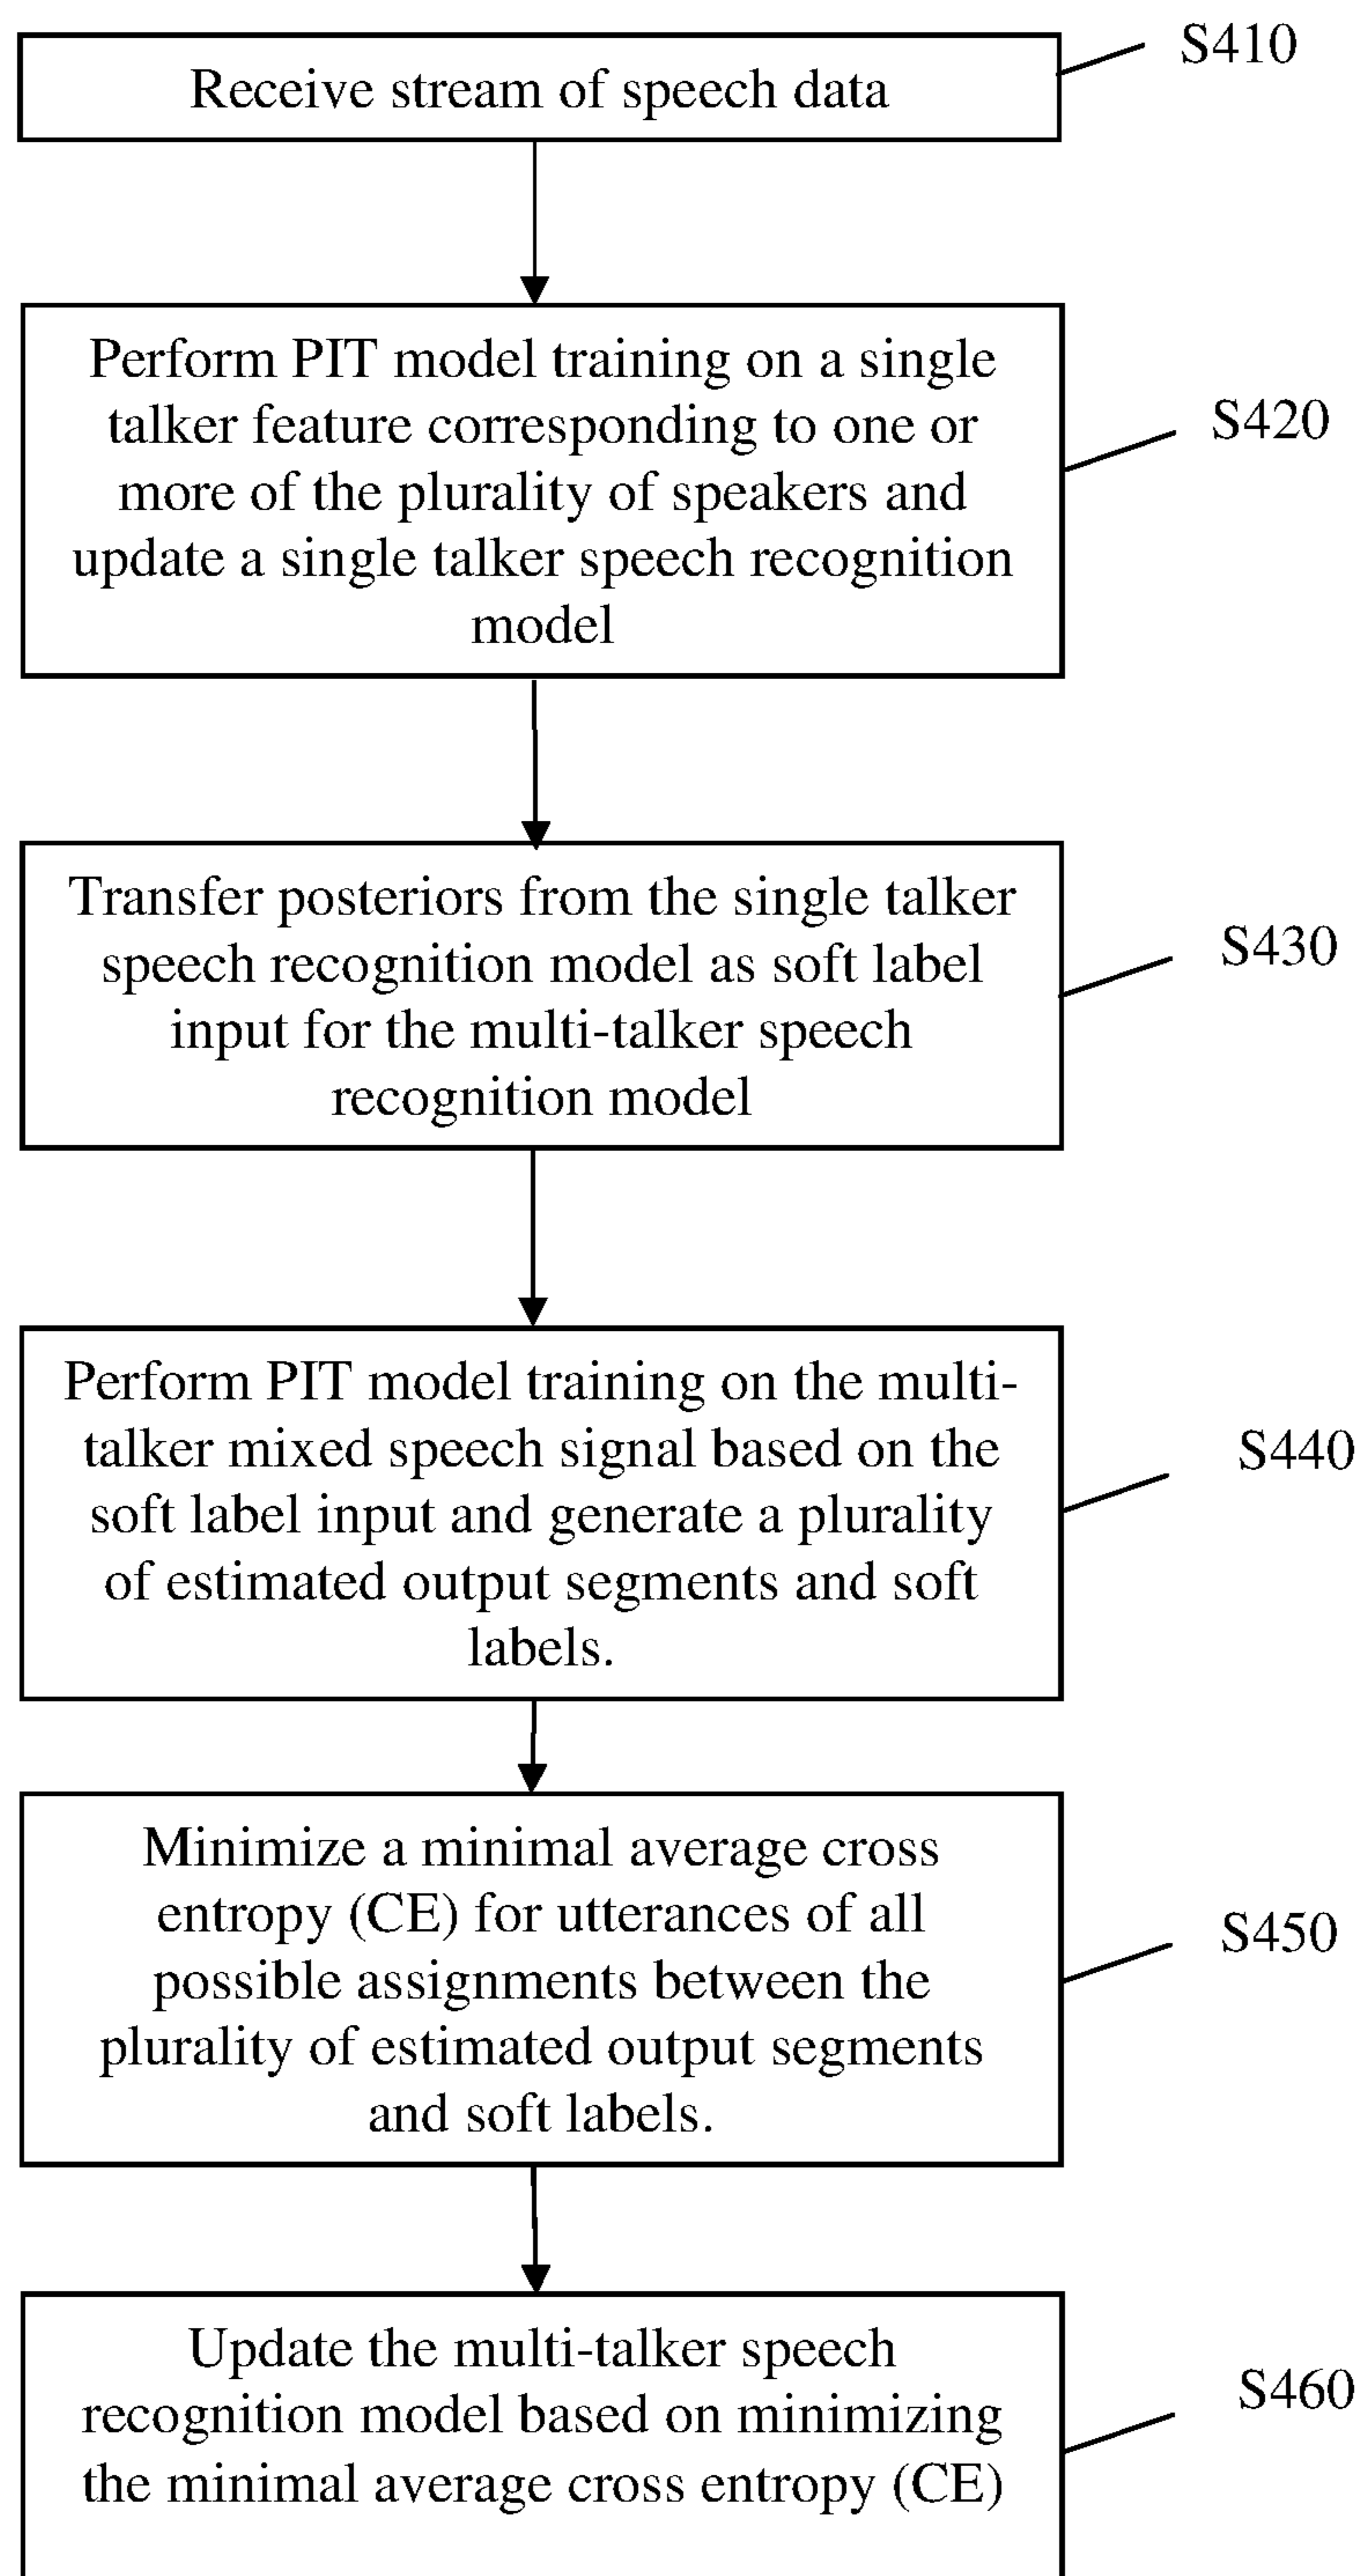 Receive stream of speech data
S410
Perform PIT model training on a single
talker feature corresponding to one or
more of the plurality of speakers and
update a single talker speech recognition
model
S420
Transfer posteriors from the single talker
speech recognition model as soft label
input for the multi-talker speech
recognition model
S430
Perform PIT model training on the multi-
talker mixed speech signal based on the
soft label input and generate a plurality
of estimated output segments and soft
labels.
S440
Minimize a minimal average cross
entropy (CE) for utterances of all
possible assignments between the
plurality of estimated output segments
and soft labels.
S450
Update the multi-talker speech
recognition model based on minimizing
the minimal average cross entropy (CE)
S460